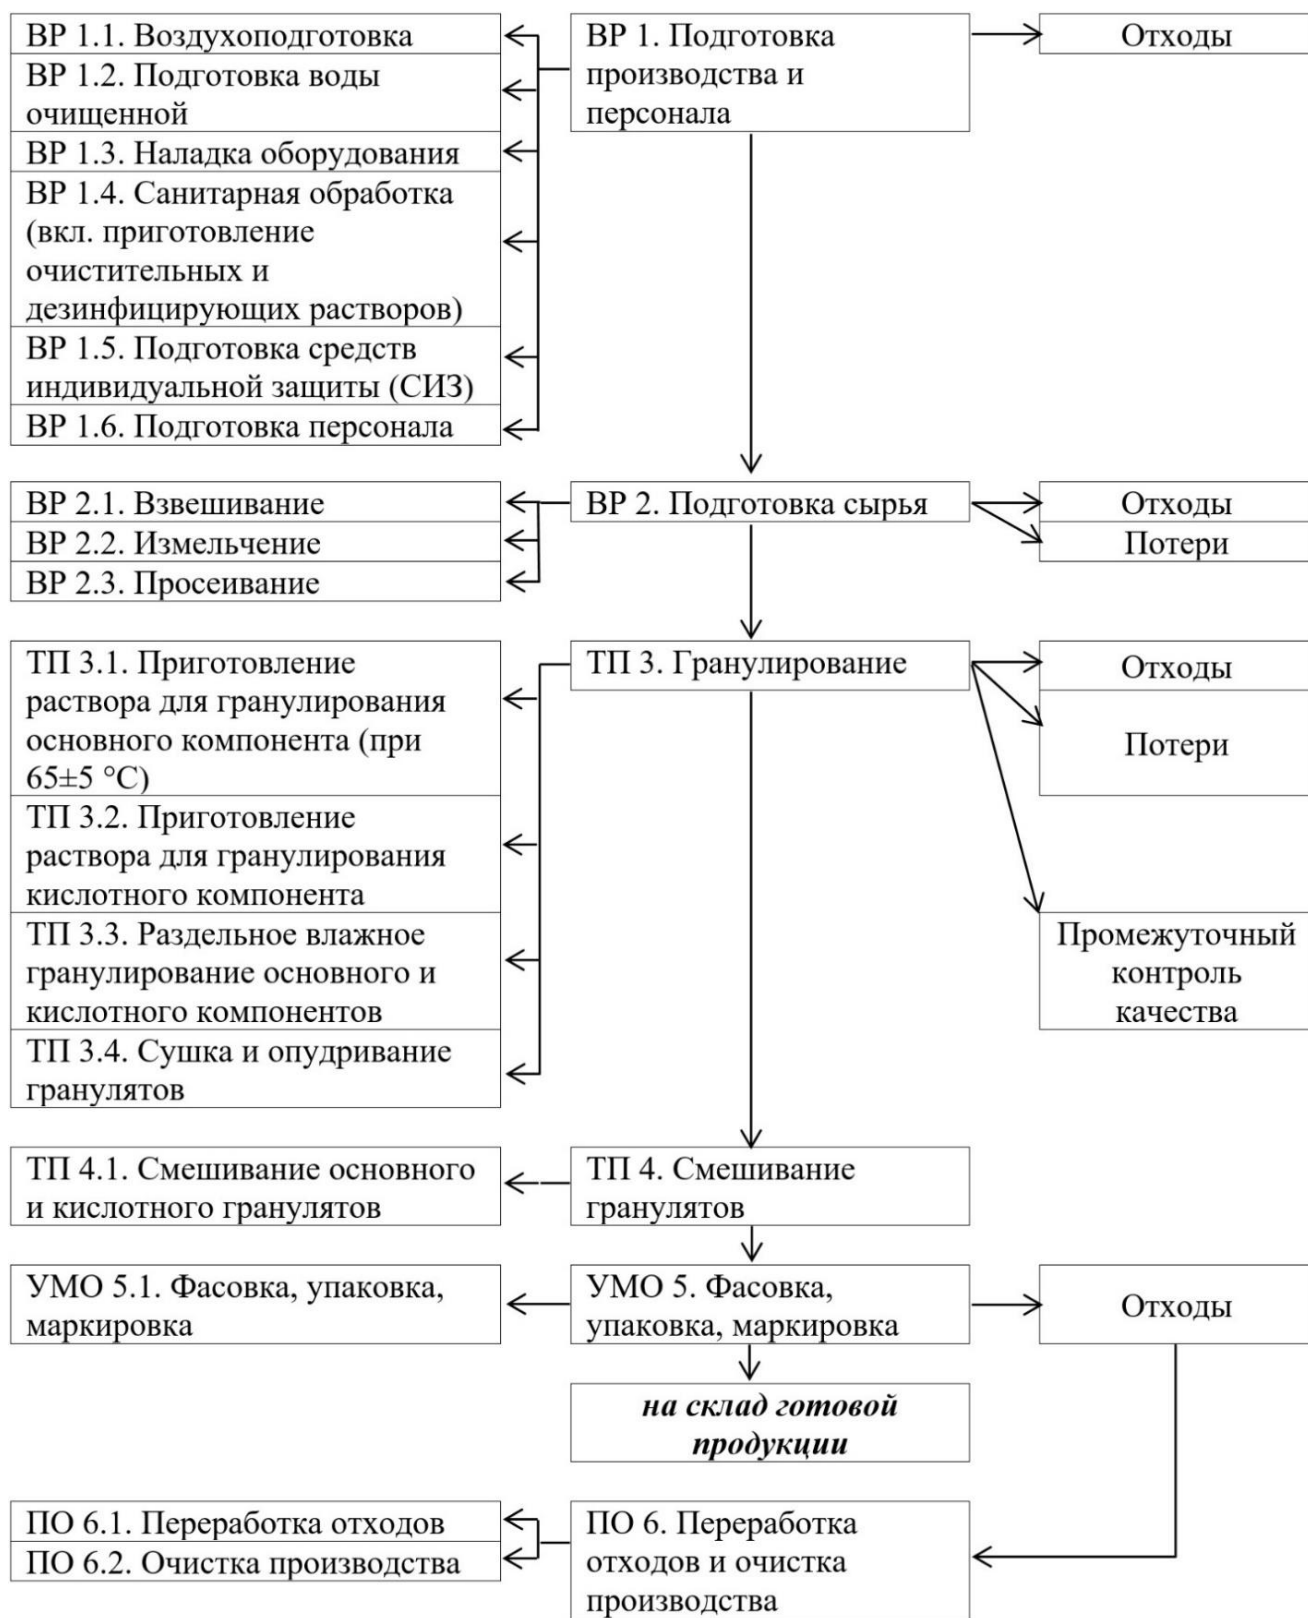 ВР 1.1. Воздухоподготовка
ВР 1.2. Подготовка воды
очищенной
ВР 1.3. Наладка оборудования
ВР 1.4. Санитарная обработка
(вкл. приготовление
очистительных и
дезинфицирующих растворов)
ВР 1.5. Подготовка средств
индивидуальной защиты (СИЗ)
ВР 1.6. Подготовка персонала
ВР 1. Подготовка
производства и
персонала
Отходы
ВР 2.1. Взвешивание
ВР 2.2. Измельчение
ВР 2.3. Просеивание
ВР 2. Подготовка сырья
Отходы
Потери
ТП 3.1. Приготовление
раствора для гранулирования
основного компонента (при
65±5 °С)
ТП 3.2. Приготовление
раствора для гранулирования
кислотного компонента
ТП 3.3. Раздельное влажное
гранулирование основного и
кислотного компонентов
ТП 3.4. Сушка и опудривание
гранулятов
ТП 3. Гранулирование
Отходы
Потери
Промежуточный
контроль
качества
ТП 4.1. Смешивание основного
и кислотного гранулятов
ТП 4. Смешивание
гранулятов
УМО 5.1. Фасовка, упаковка,
маркировка
УМО 5. Фасовка,
упаковка, маркировка
Отходы
на склад готовой
продукции
ПО 6.1. Переработка отходов
ПО 6.2. Очистка производства
ПО 6. Переработка
отходов и очистка
производства